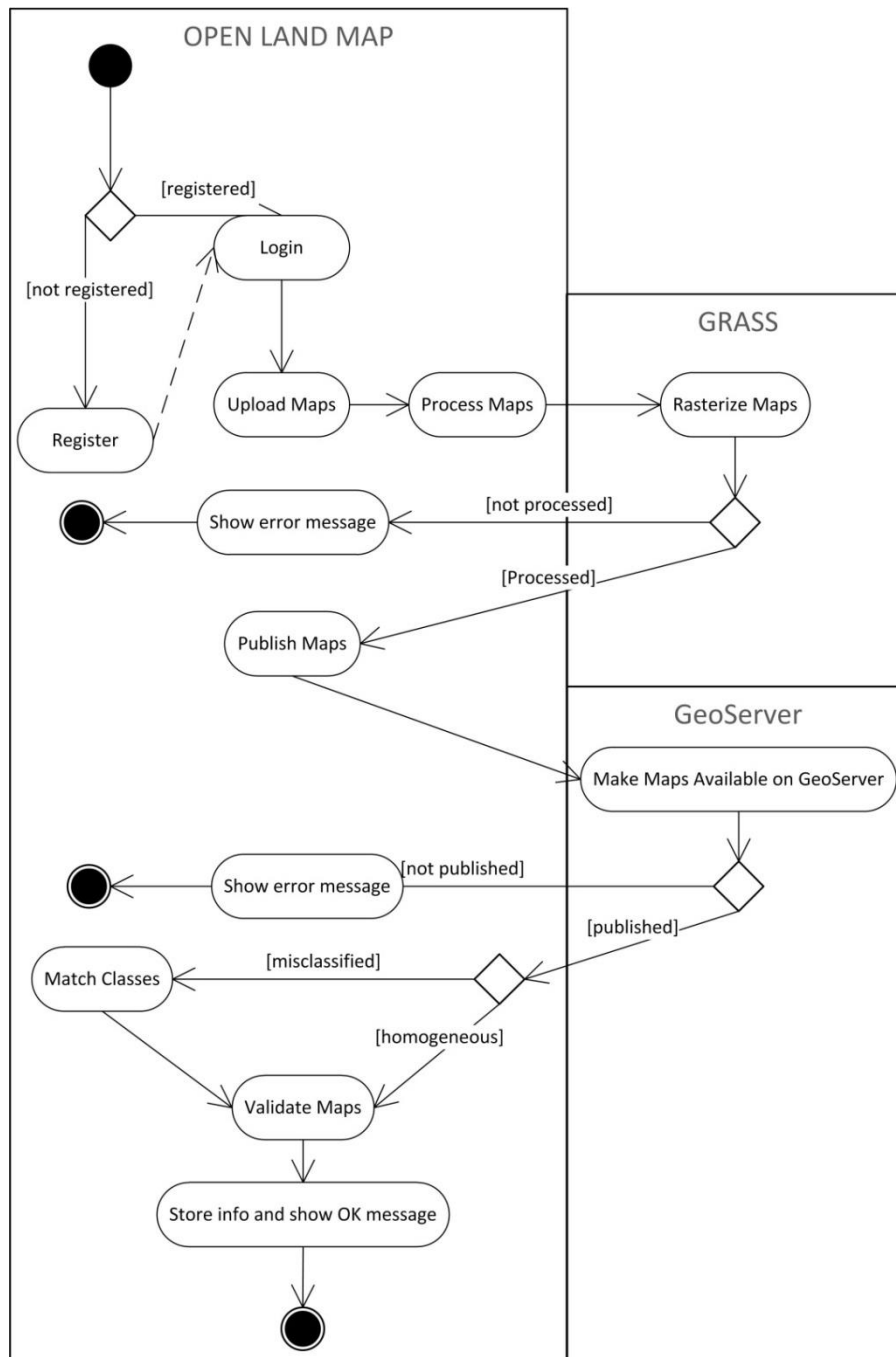 OPEN LAND MAP
[registered]
Login
[not registered]
GRASS
Upload Maps
Process Maps
Rasterize Maps
Register
[not processed]
Show error message
[Processed]
Publish Maps
GeoServer
Make Maps Available on GeoServer
[not published]
Show error message
[published]
[misclassified]
Match Classes
[homogeneous]
Validate Maps
Store info and show OK message